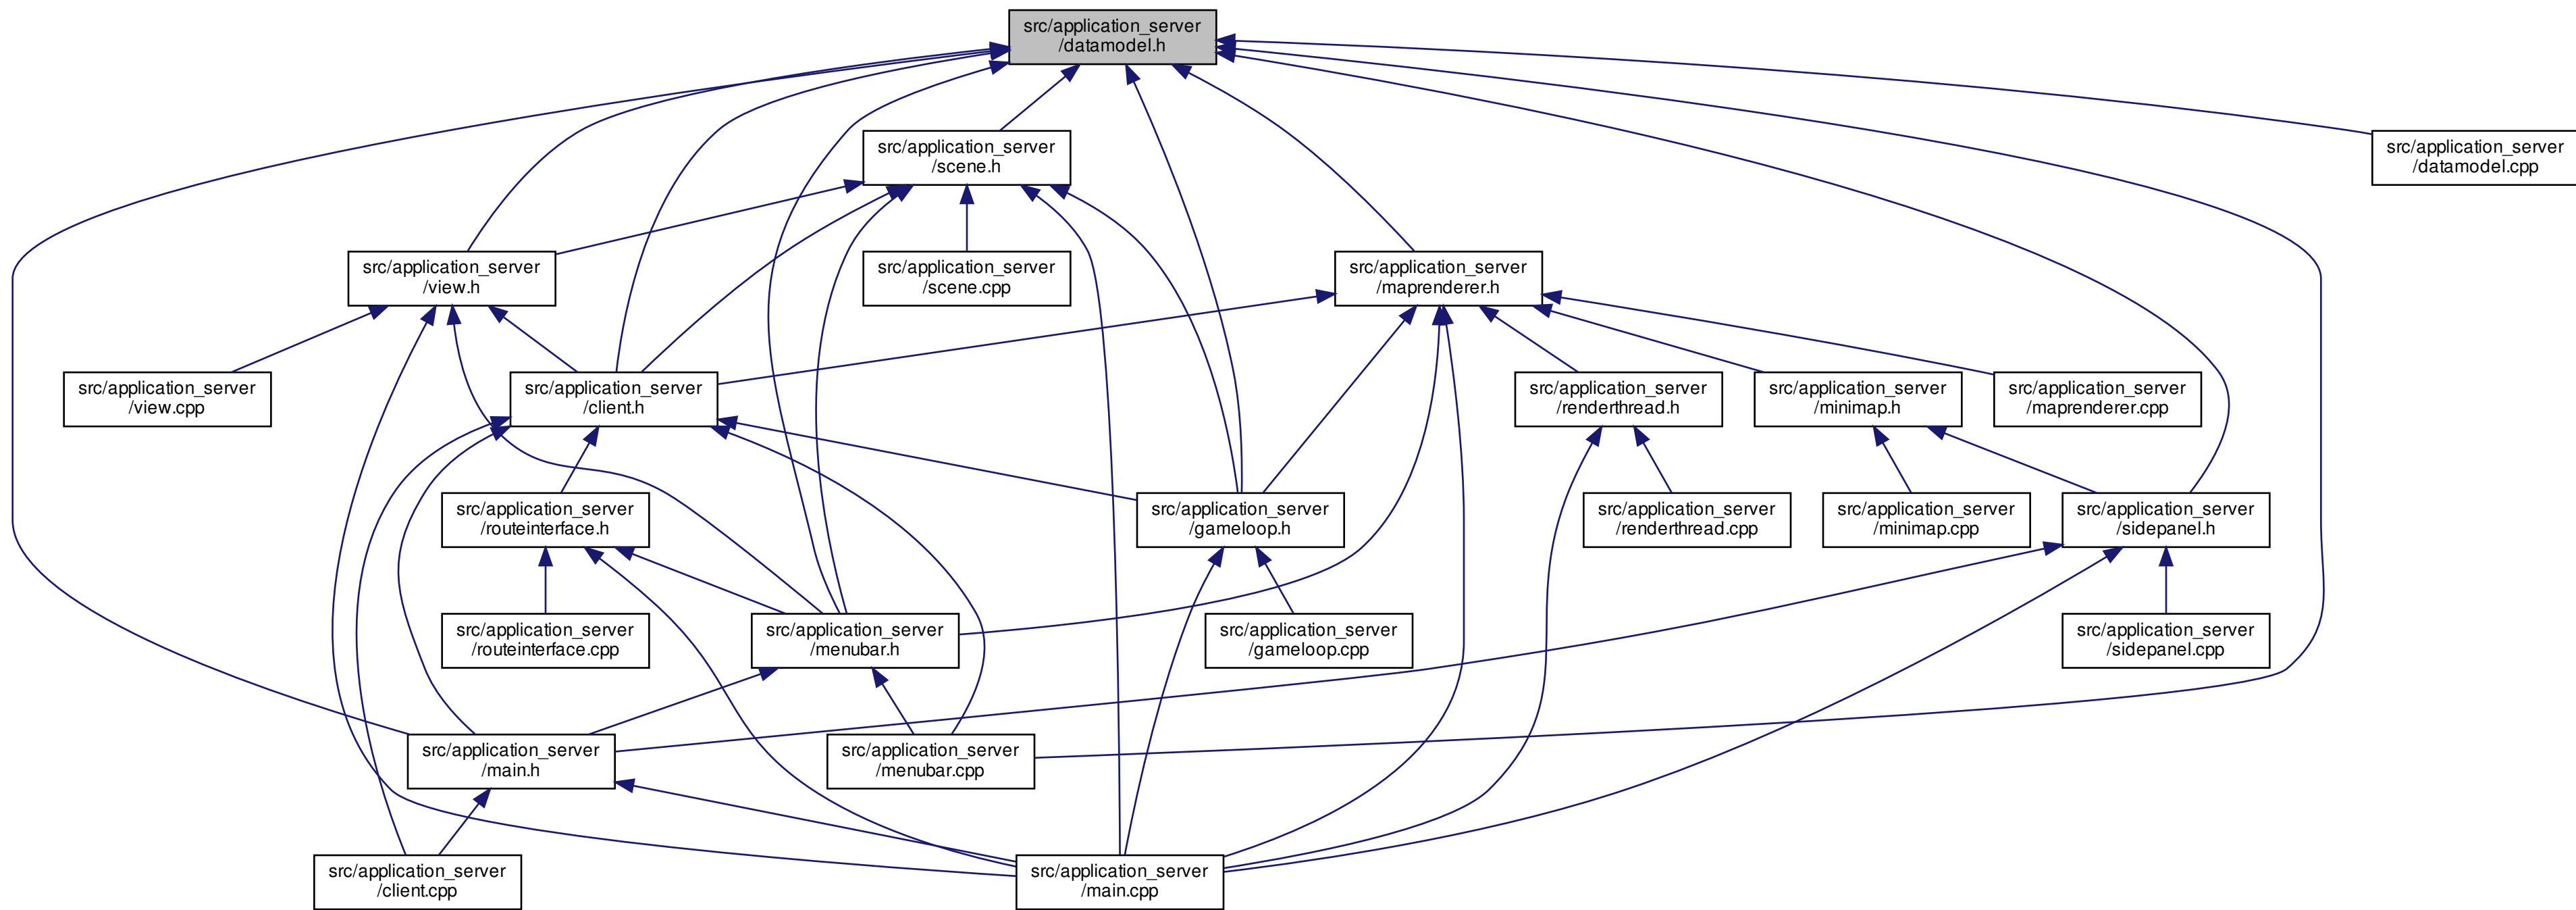 src/application_server
/datamodel.h
src/application_server
/scene.h
src/application_server
/datamodel.cpp
src/application_server
/view.h
src/application_server
/scene.cpp
src/application_server
/maprenderer.h
src/application_server
/view.cpp
src/application_server
/client.h
src/application_server
/renderthread.h
src/application_server
/minimap.h
src/application_server
/maprenderer.cpp
src/application_server
/routeinterface.h
src/application_server
/gameloop.h
src/application_server
/renderthread.cpp
src/application_server
/minimap.cpp
src/application_server
/sidepanel.h
src/application_server
/routeinterface.cpp
src/application_server
/menubar.h
src/application_server
/gameloop.cpp
src/application_server
/sidepanel.cpp
src/application_server
/main.h
src/application_server
/menubar.cpp
src/application_server
/client.cpp
src/application_server
/main.cpp